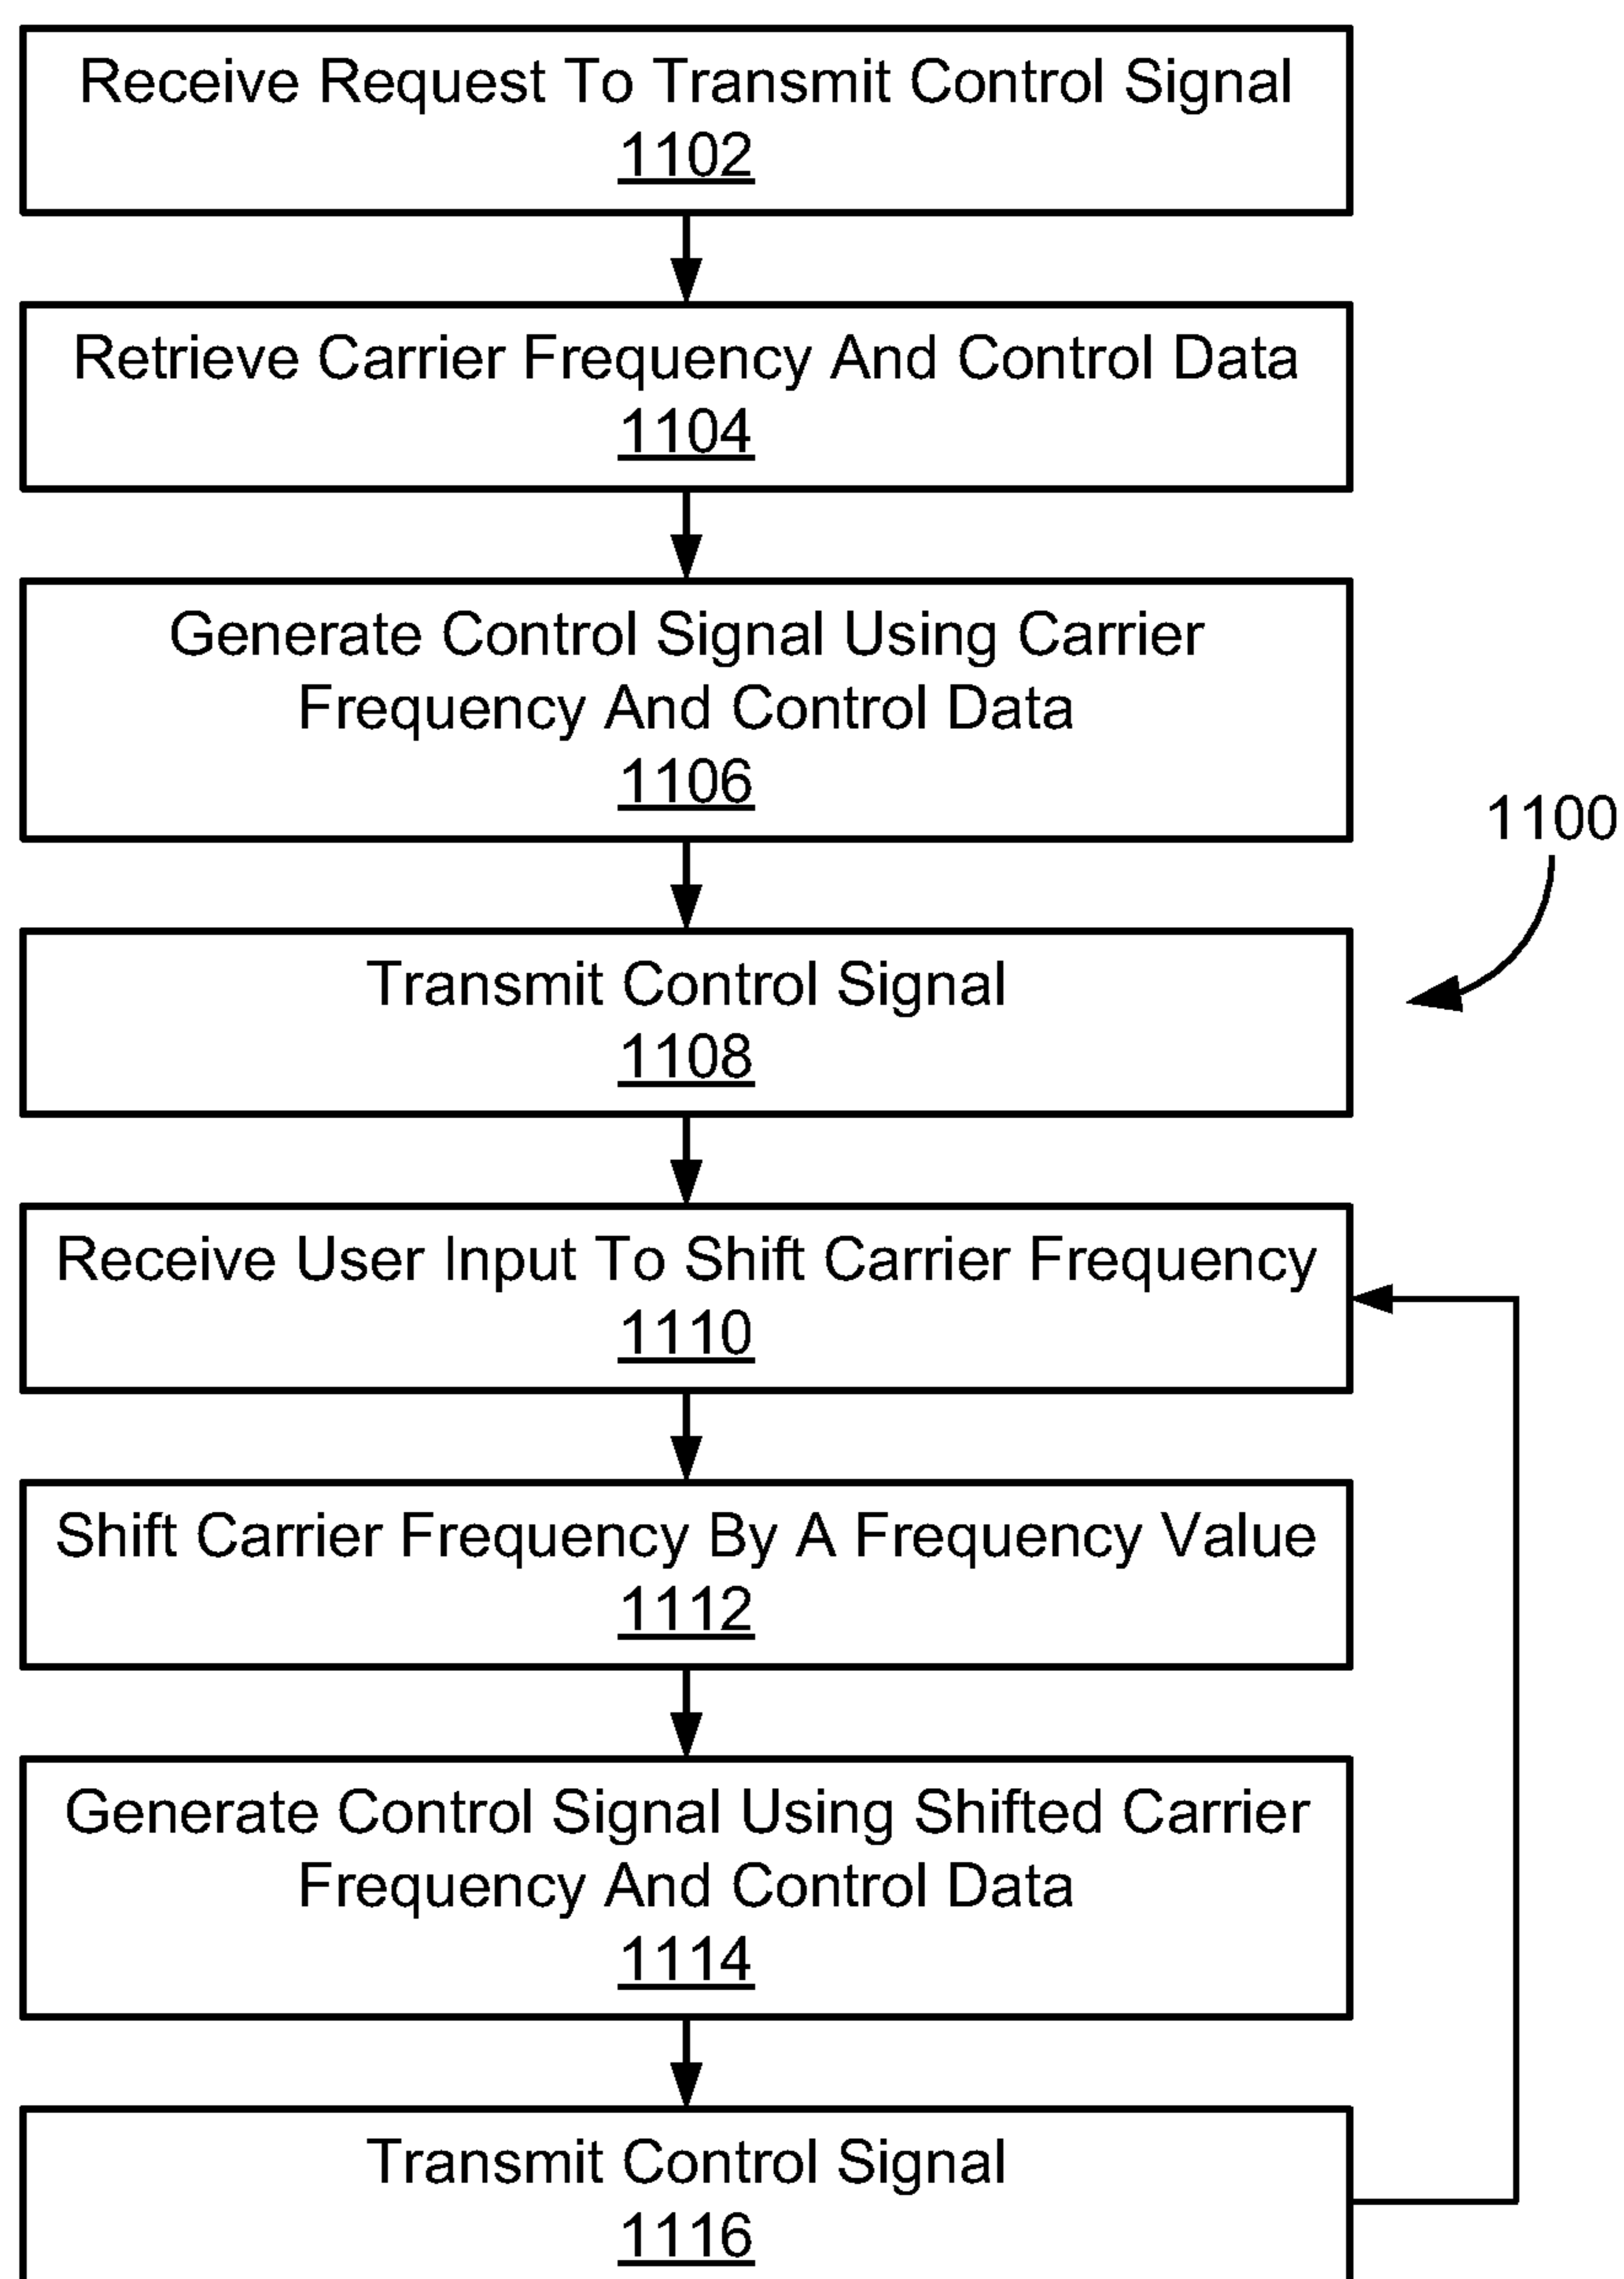 Receive Request To Transmit Control Signal
1102
Retrieve Carrier Frequency And Control Data
1104
Generate Control Signal Using Carrier
Frequency And Control Data
1106
1100
Transmit Control Signal
1108
Receive User Input To Shift Carrier Frequency
1110
Shift Carrier Frequency By A Frequency Value
1112
Generate Control Signal Using Shifted Carrier
Frequency And Control Data
1114
Transmit Control Signal
1116